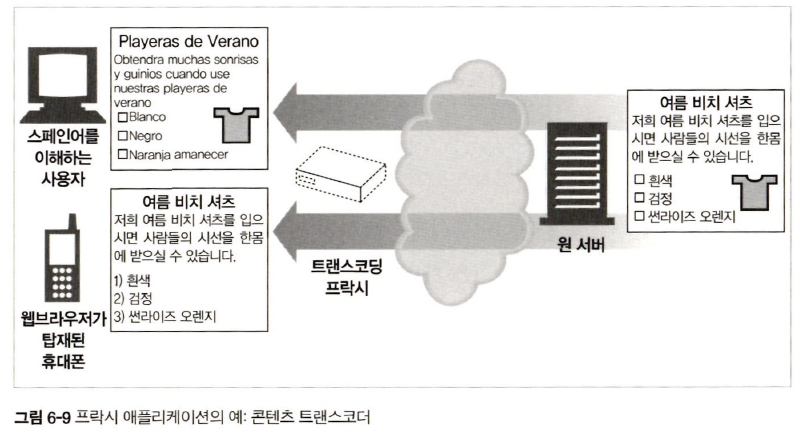 Playeras de Verano
Obtendra muchas sonrisas
y guinios cuando use
nuestras playeras de
verano
□Blanco
□Negro
□Naranja amanecer
스페인어를
이해하는
사용자
여름 비치 셔츠
저희 여름 비치 셔츠를 입으
시면 사람들의 시선을 한몸
에 받으실 수 있습니다.
1) 흰색
2) 검정
3) 썬라이즈 오렌지
웹브라우저가
탑재된
휴대폰
트랜스코딩
프락시
원 서버
여름 비치 셔츠
저희 여름 비치 셔츠를 입으
시면 사람들의 시선을 한몸
에 받으실 수 있습니다.
□ 흰색
□ 검정
□ 썬라이즈 오렌지
그림 6-9 프락시 애플리케이션의 예: 콘텐츠 트랜스코더